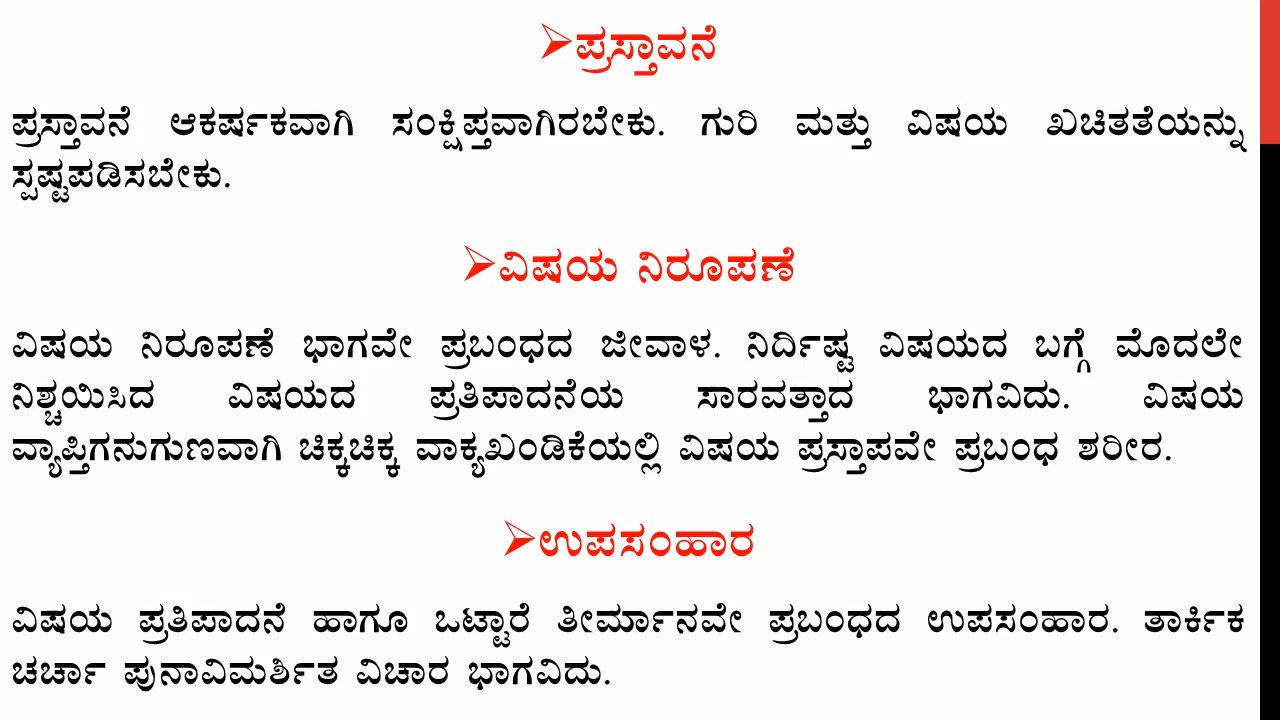 ➢ಪ್ರಸ್ತಾವನೆ
ಪ್ರಸ್ತಾವನೆ ಆಕರ್ಷಕವಾಗಿ ಸಂಕ್ಷಿಪ್ತವಾಗಿರಬೇಕು. ಗುರಿ ಮತ್ತು ವಿಷಯ ಖಚಿತತೆಯನ್ನು
ಸ್ಪಷ್ಟಪಡಿಸಬೇಕು.
➢ವಿಷಯ ನಿರೂಪಣೆ
ವಿಷಯ ನಿರೂಪಣೆ ಭಾಗವೇ ಪ್ರಬಂಧದ ಜೀವಾಳ. ನಿರ್ದಿಷ್ಟ ವಿಷಯದ ಬಗ್ಗೆ ಮೊದಲೇ
ನಿಶ್ಚಯಿಸಿದ ವಿಷಯದ ಪ್ರತಿಪಾದನೆಯ ಸಾರವತ್ತಾದ ಭಾಗವಿದು. ವಿಷಯ
ವ್ಯಾಪ್ತಿಗನುಗುಣವಾಗಿ ಚಿಕ್ಕಚಿಕ್ಕ ವಾಕ್ಯಖಂಡಿಕೆಯಲ್ಲಿ ವಿಷಯ ಪ್ರಸ್ತಾಪವೇ ಪ್ರಬಂಧ ಶರೀರ.
➢ಉಪಸಂಹಾರ
ವಿಷಯ ಪ್ರತಿಪಾದನೆ ಹಾಗೂ ಒಟ್ಟಾರೆ ತೀರ್ಮಾನವೇ ಪ್ರಬಂಧದ ಉಪಸಂಹಾರ. ತಾರ್ಕಿಕ
ಚರ್ಚಾ ಪುನಾವಿಮರ್ಶಿತ ವಿಚಾರ ಭಾಗವಿದು.